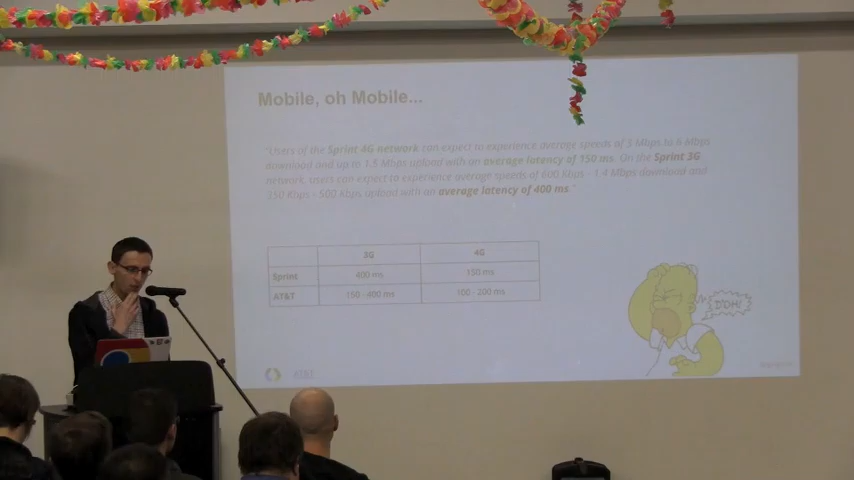 Mobile, oh Mobile...
"Users of the Sprint 4G network can expect to experience average speeds of 3 Mbps to 6 Mbps
download and up to 1.5 Mbps upload with an average latency of 150 ms. On the Sprint 3G
network, users can expect to experience average speeds of 600 Kbps - 1.4 Mbps download and
350 Kbps - 500 Kbps upload with an average latency of 400 ms."
3G 4G
Sprint 400 ms 150 ms
AT&T 150 - 400 ms 100 - 200 ms
D'OH!
AT&T